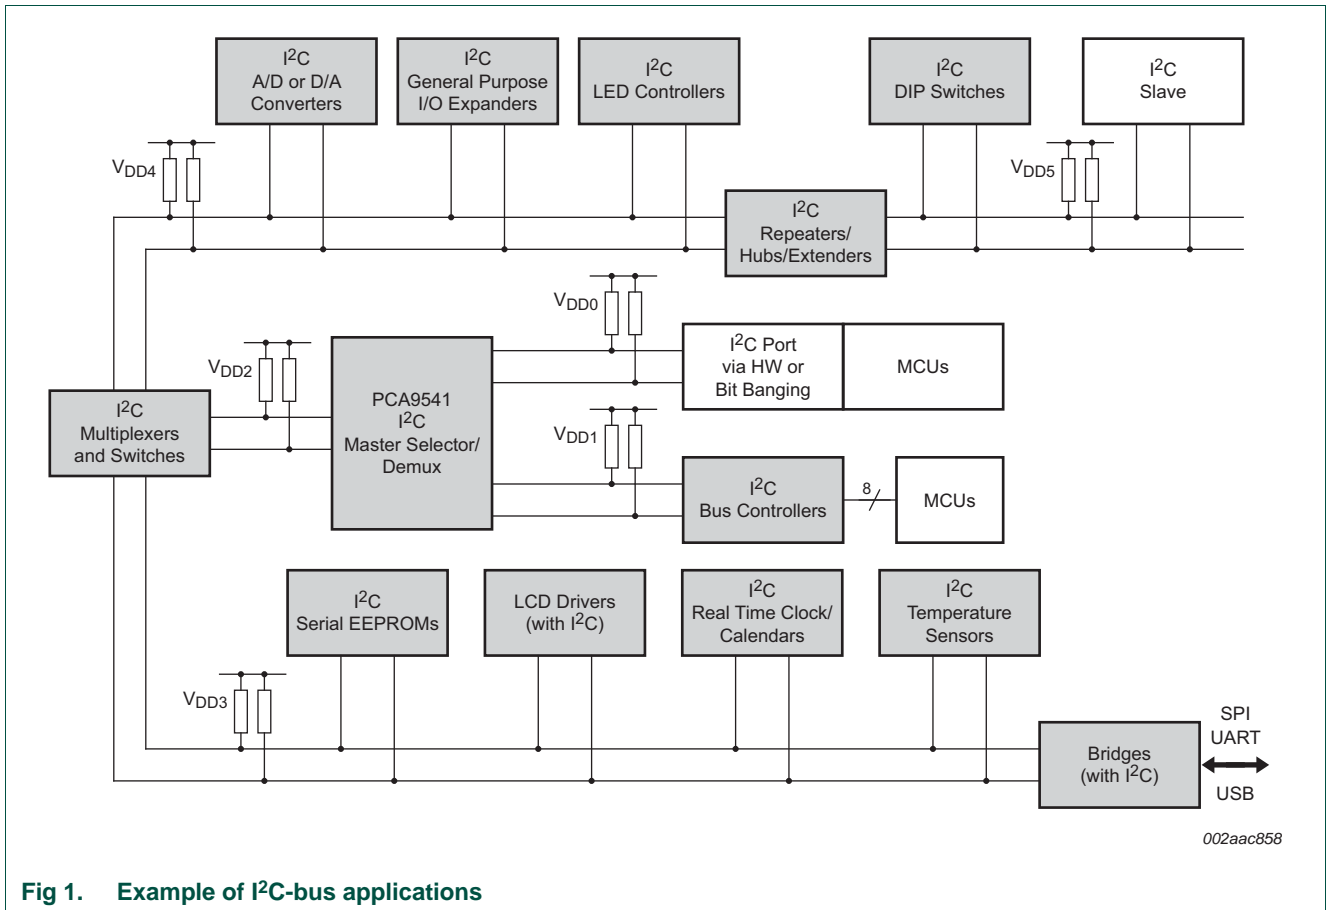 I²C
A/D or D/A
Converters
I²C
General Purpose
I/O Expanders
I²C
LED Controllers
I²C
DIP Switches
I²C
Slave
VDD4
VDD5
I²C
Repeaters/
Hubs/Extenders
VDD0
I²C Port
via HW or
Bit Banging
MCUs
VDD2
PCA9541
I²C
Master Selector/
Demux
I²C
Multiplexers
and Switches
VDD1
I²C
Bus Controllers
8
MCUs
I²C
Serial EEPROMs
LCD Drivers
(with I²C)
I²C
Real Time Clock/
Calendars
I²C
Temperature
Sensors
VDD3
Bridges
(with I²C)
SPI
UART
USB
002aac858
Fig 1. Example of I²C-bus applications